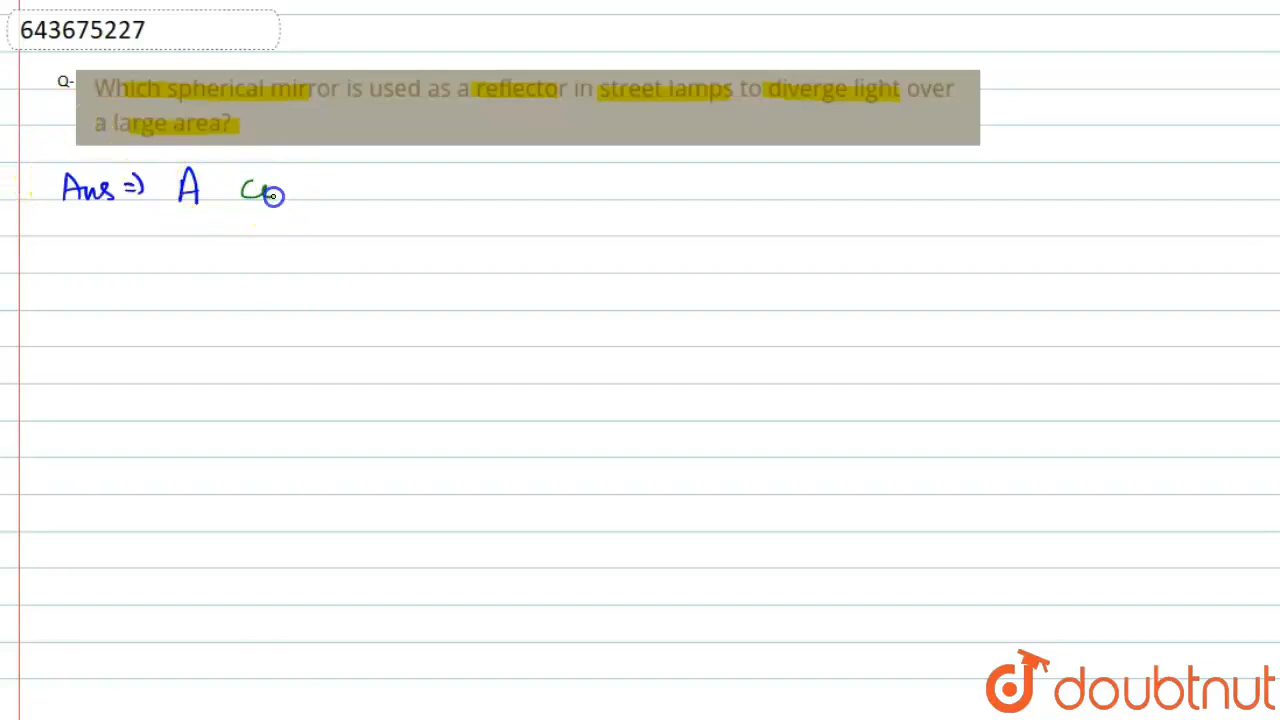 643675227
Q- Which spherical mirror is used as a reflector in street lamps to diverge light over
a large area?
Ans => A
doubtnut